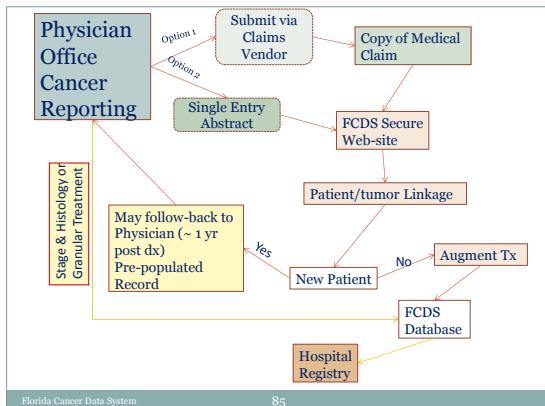 Physician
Office
Cancer
Reporting
Option 1
Option 2
Submit via
Claims
Vendor
Copy of Medical
Claim
Single Entry
Abstract
FCDS Secure
Web-site
Patient/tumor Linkage
Stage & Histology or
Granular Treatment
May follow-back to
Physician (~ 1 yr
post dx)
Pre-populated
Record
Yes
New Patient
No
Augment Tx
FCDS
Database
Hospital
Registry
Florida Cancer Data System
85